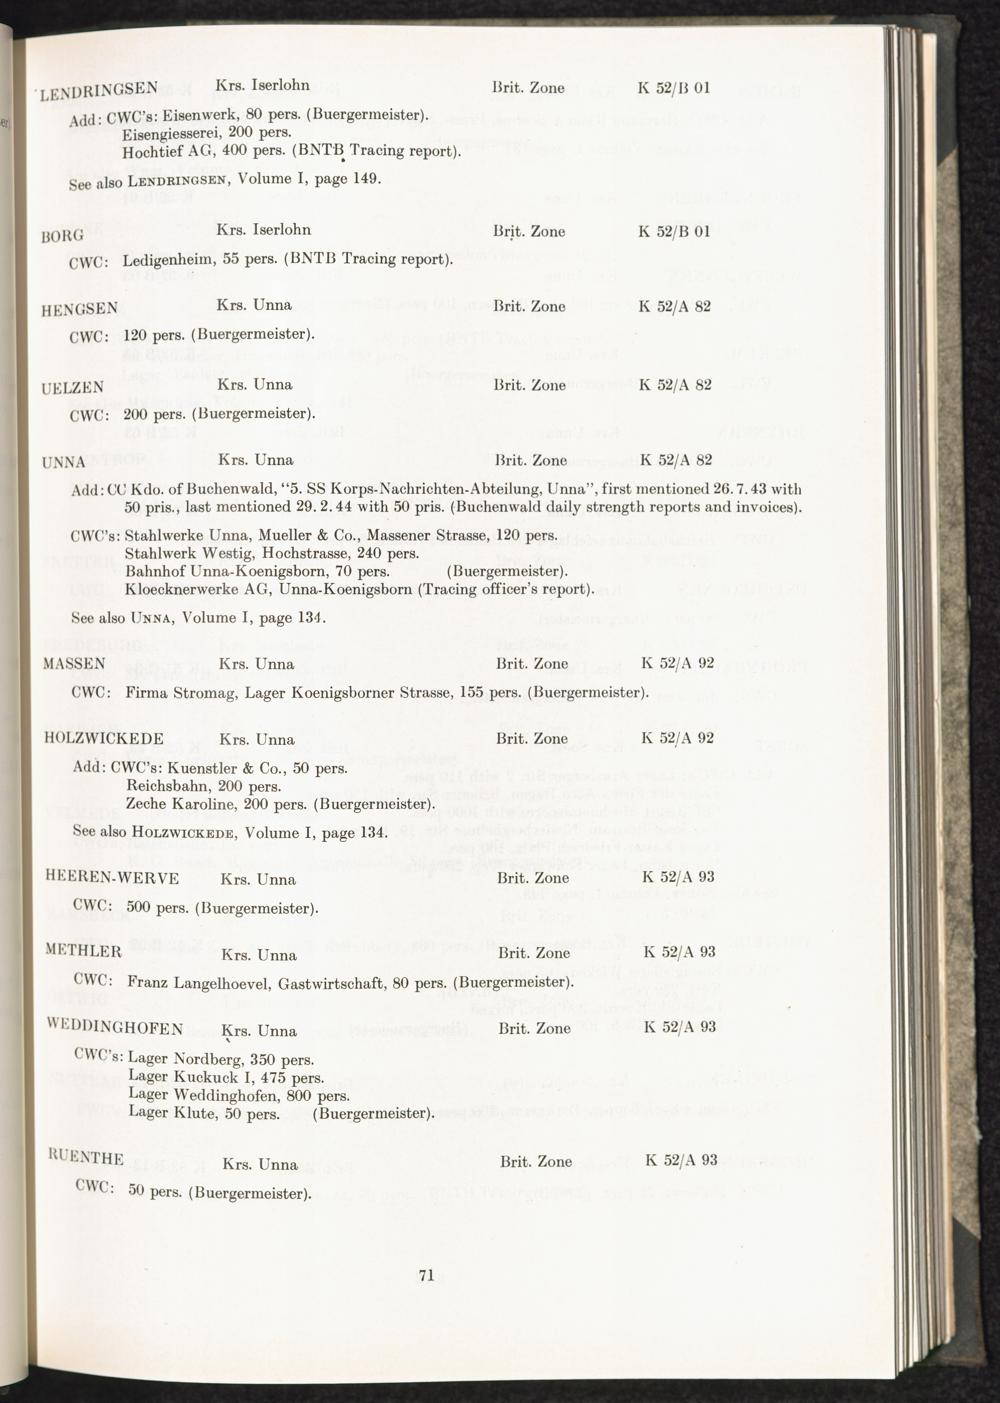 LENDRINGSEN Krs. Iserlohn Brit. Zone K 52/B 01
Add: CWC's: Eisenwerk, 80 pers. (Buergermeister).
Eisengiesserei, 200 pers.
Hochtief AG, 400 pers. (BNTB Tracing report).
See also LENDRINGSEN, Volume I, page 149.
BORG Krs. Iserlohn Brit. Zone K 52/B 01
CWC: Ledigenheim, 55 pers. (BNTB Tracing report).
HENGSEN Krs. Unna Brit. Zone K 52/A 82
CWC: 120 pers. (Buergermeister).
UELZEN Krs. Unna Brit. Zone K 52/A 82
CWC: 200 pers. (Buergermeister).
UNNA Krs. Unna Brit. Zone K 52/A 82
Add: CC Kdo. of Buchenwald, “5. SS Korps-Nachrichten-Abteilung, Unna”, first mentioned 26. 7. 43 with
50 pris., last mentioned 29. 2. 44 with 50 pris. (Buchenwald daily strength reports and invoices).
CWC's: Stahlwerke Unna, Mueller & Co., Massener Strasse, 120 pers.
Stahlwerk Westig, Hochstrasse, 240 pers.
Bahnhof Unna-Koenigsborn, 70 pers. (Buergermeister).
Kloecknerwerke AG, Unna-Koenigsborn (Tracing officer's report).
See also UNNA, Volume I, page 134.
MASSEN Krs. Unna Brit. Zone K 52/A 92
CWC: Firma Stromag, Lager Koenigsborner Strasse, 155 pers. (Buergermeister).
HOLZWICKEDE Krs. Unna Brit. Zone K 52/A 92
Add: CWC's: Kuenstler & Co., 50 pers.
Reichsbahn, 200 pers.
Zeche Karoline, 200 pers. (Buergermeister).
See also HOLZWICKEDE, Volume I, page 134.
HEEREN-WERVE Krs. Unna Brit. Zone K 52/A 93
CWC: 500 pers. (Buergermeister).
METHLER Krs. Unna Brit. Zone K 52/A 93
CWC: Franz Langelhoevel, Gastwirtschaft, 80 pers. (Buergermeister).
WEDDINGHOFEN Krs. Unna Brit. Zone K 52/A 93
CWC's: Lager Nordberg, 350 pers.
Lager Kuckuck I, 475 pers.
Lager Weddinghofen, 800 pers.
Lager Klute, 50 pers. (Buergermeister).
RUENTHE Krs. Unna Brit. Zone K 52/A 93
CWC: 50 pers. (Buergermeister).
71